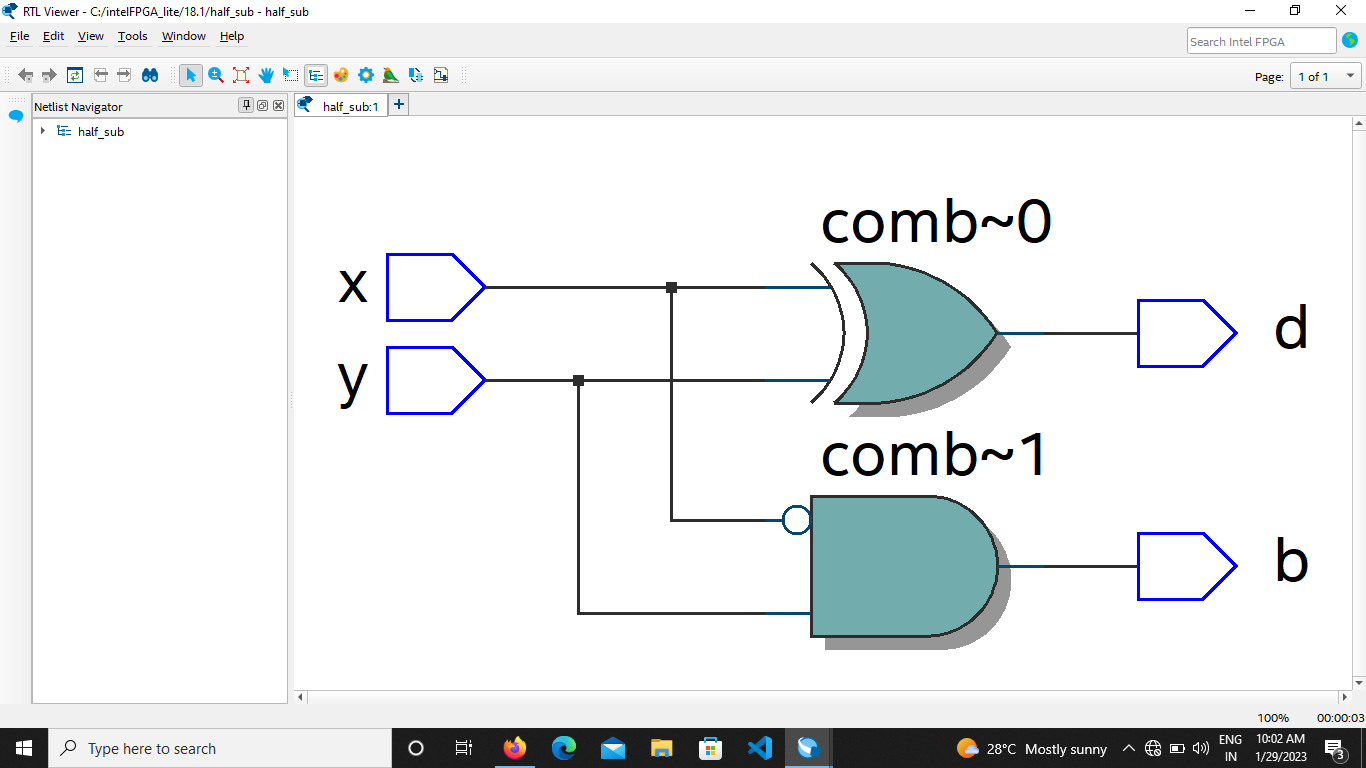 RTL Viewer - C:/intelFPGA_lite/18.1/half_sub - half_sub
File Edit View Tools Window Help
Search Intel FPGA
Page: 1 of 1
Netlist Navigator
half_sub:1
half_sub
comb~0
x
d
y
comb~1
b
100% 00:00:03
Type here to search
28°C Mostly sunny
ENG
IN
10:02 AM
1/29/2023
3